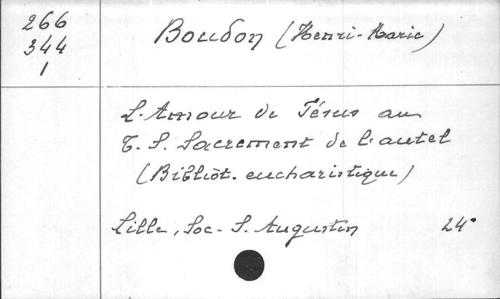 266
344
1
Boudon (Henri-Marie)
L'Amour de Jésus au
T. S. Sacrement de l'autel
(Bibliot. eucharistique)
Lille, Soc. S. Augustin 24°